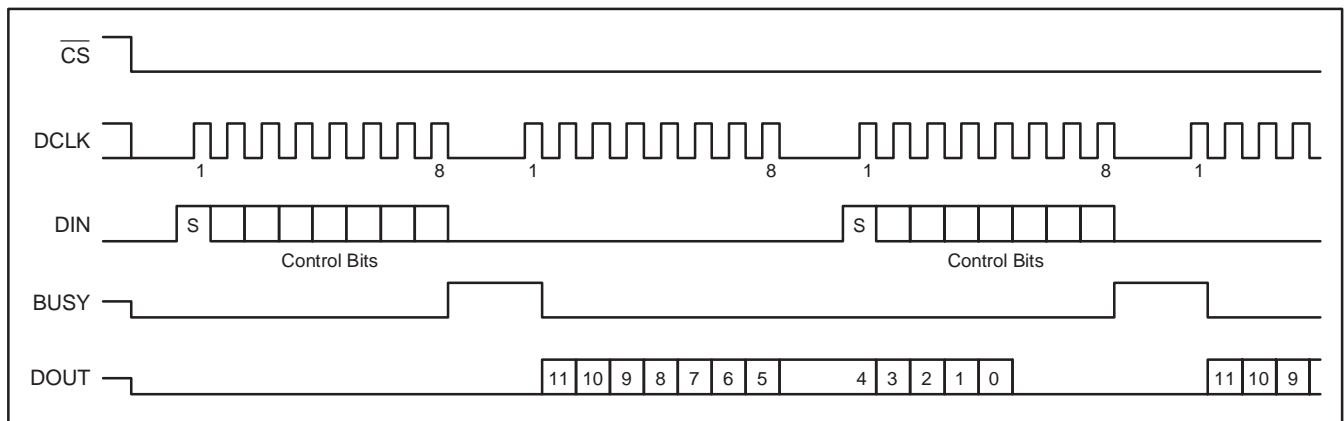 CS
DCLK
1 8 1 8 1 8 1
DIN
S S
Control Bits Control Bits
BUSY
DOUT
11 10 9 8 7 6 5 4 3 2 1 0 11 10 9